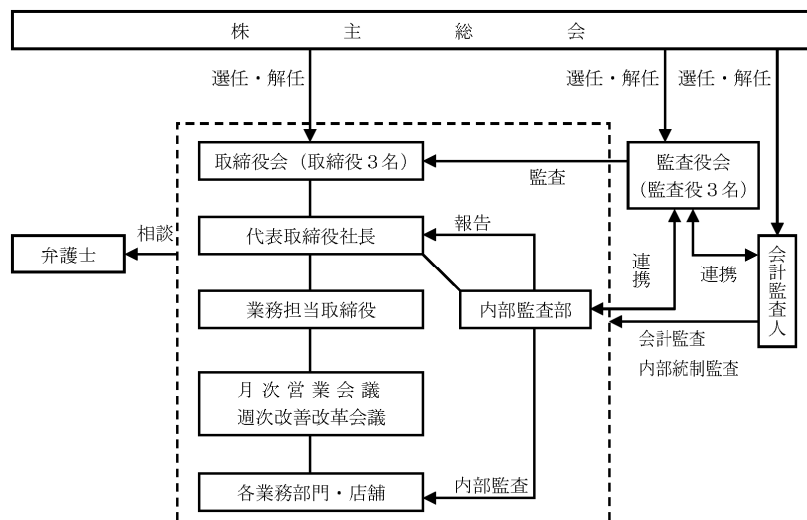 株主総会
選任・解任
選任・解任
選任・解任
取締役会（取締役３名）
監査
監査役会
（監査役３名）
弁護士
相談
代表取締役社長
報告
連携
連携
会計監査人
業務担当取締役
内部監査部
会計監査
内部統制監査
月次営業会議
週次改善改革会議
各業務部門・店舗
内部監査